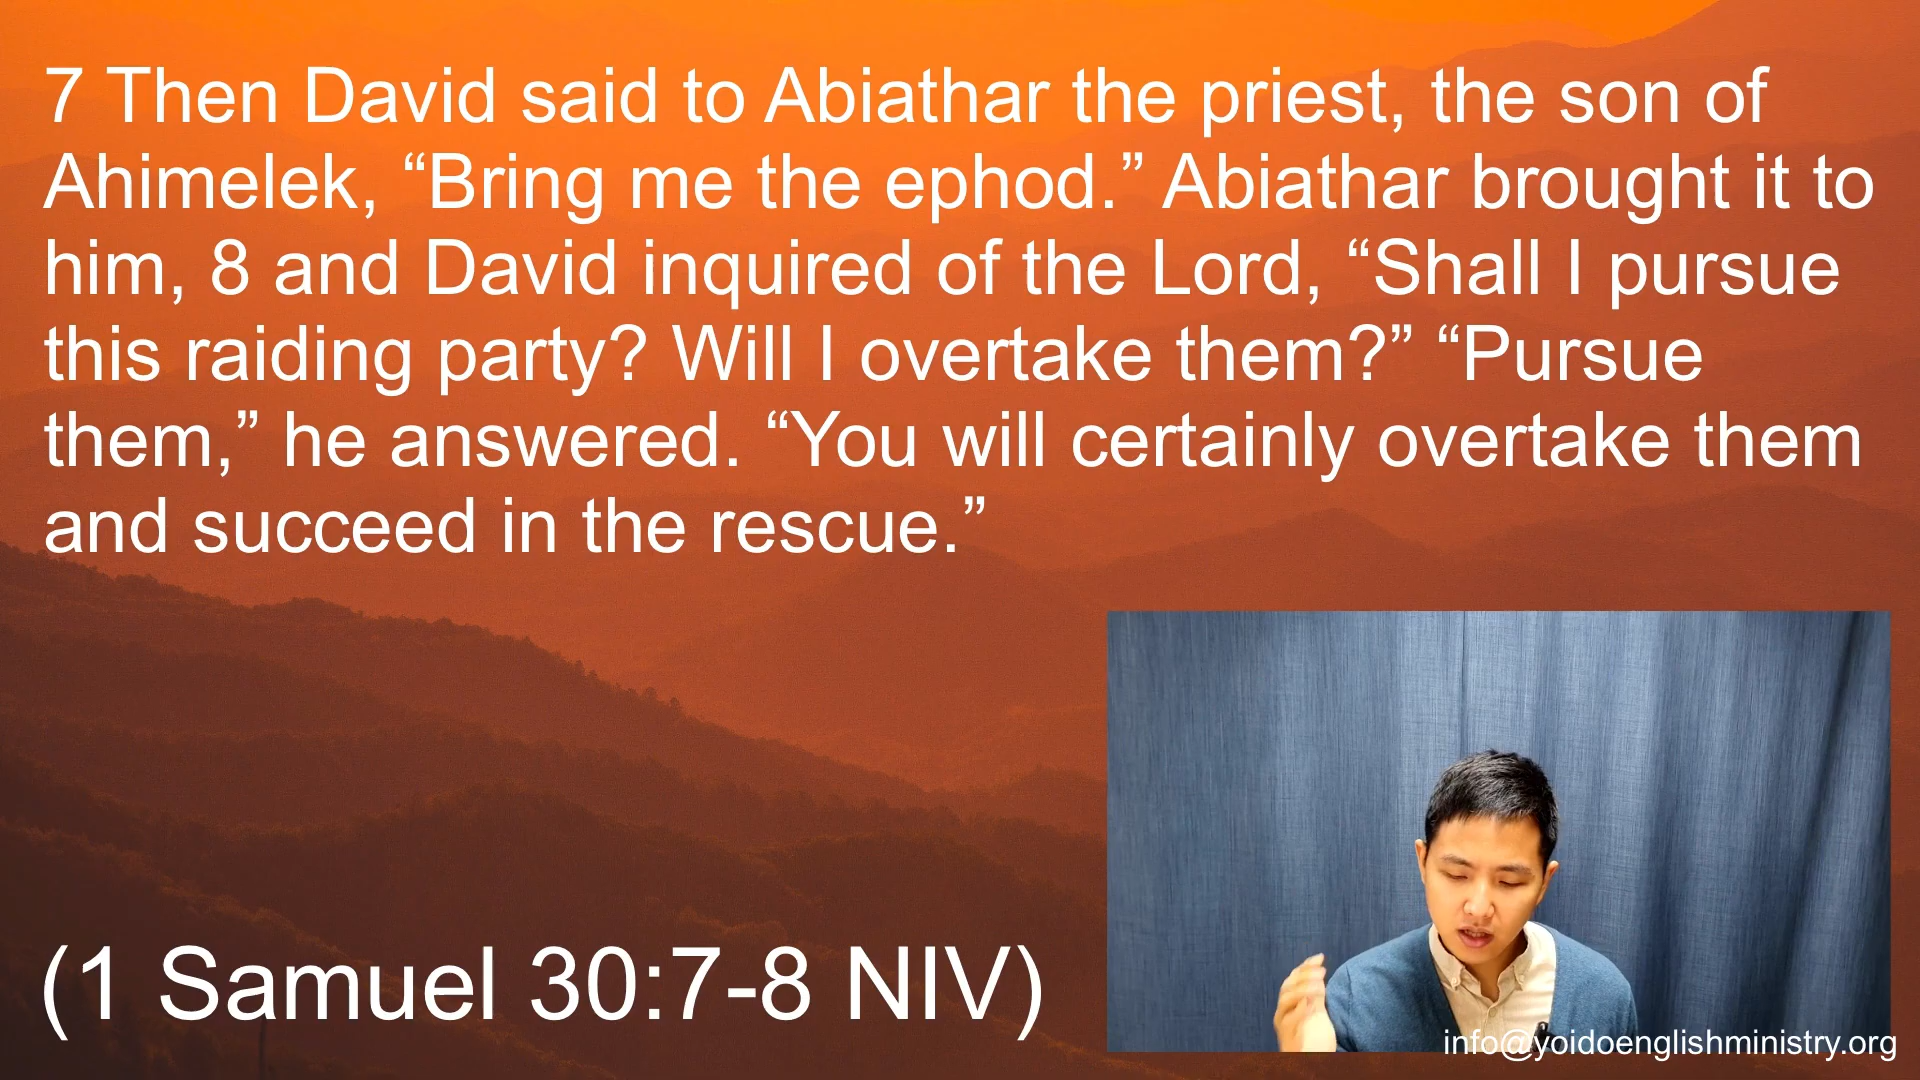 7 Then David said to Abiathar the priest, the son of
Ahimelek, “Bring me the ephod.” Abiathar brought it to
him, 8 and David inquired of the Lord, “Shall I pursue
this raiding party? Will I overtake them?” “Pursue
them,” he answered. “You will certainly overtake them
and succeed in the rescue.”
(1 Samuel 30:7-8 NIV)
info@yoidoenglishministry.org